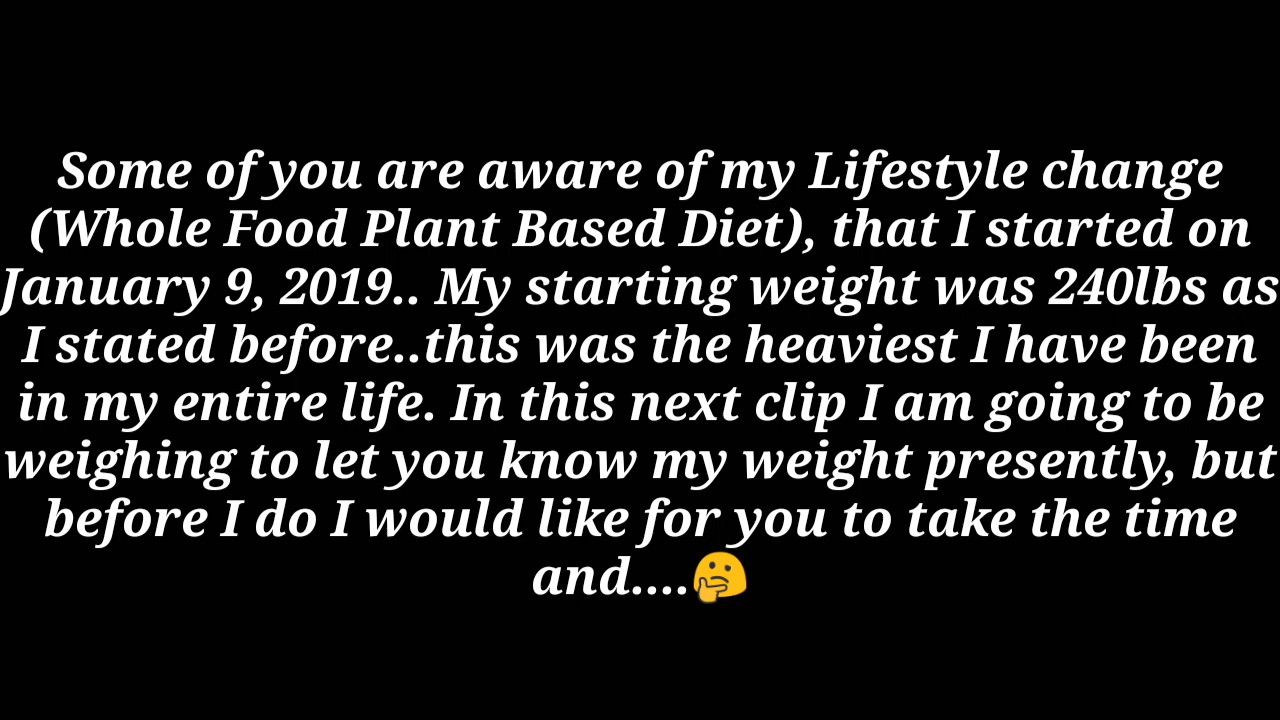 Some of you are aware of my Lifestyle change
(Whole Food Plant Based Diet), that I started on
January 9, 2019.. My starting weight was 240lbs as
I stated before..this was the heaviest I have been
in my entire life. In this next clip I am going to be
weighing to let you know my weight presently, but
before I do I would like for you to take the time
and....🤔